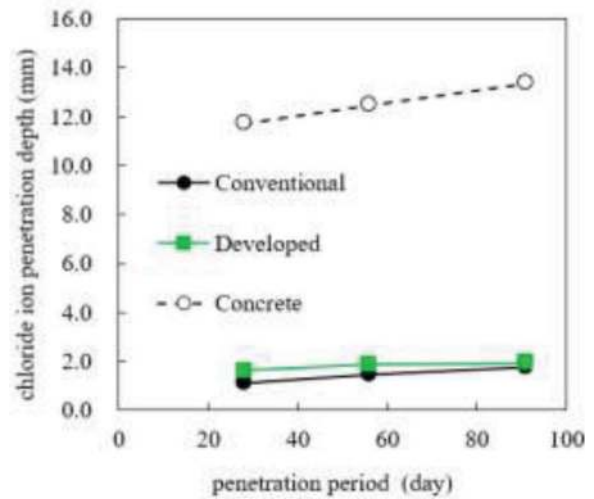 chloride ion penetration depth (mm)
16.0
14.0
12.0
10.0
8.0
6.0
4.0
2.0
0.0
Conventional
Developed
Concrete
0 20 40 60 80 100
penetration period (day)